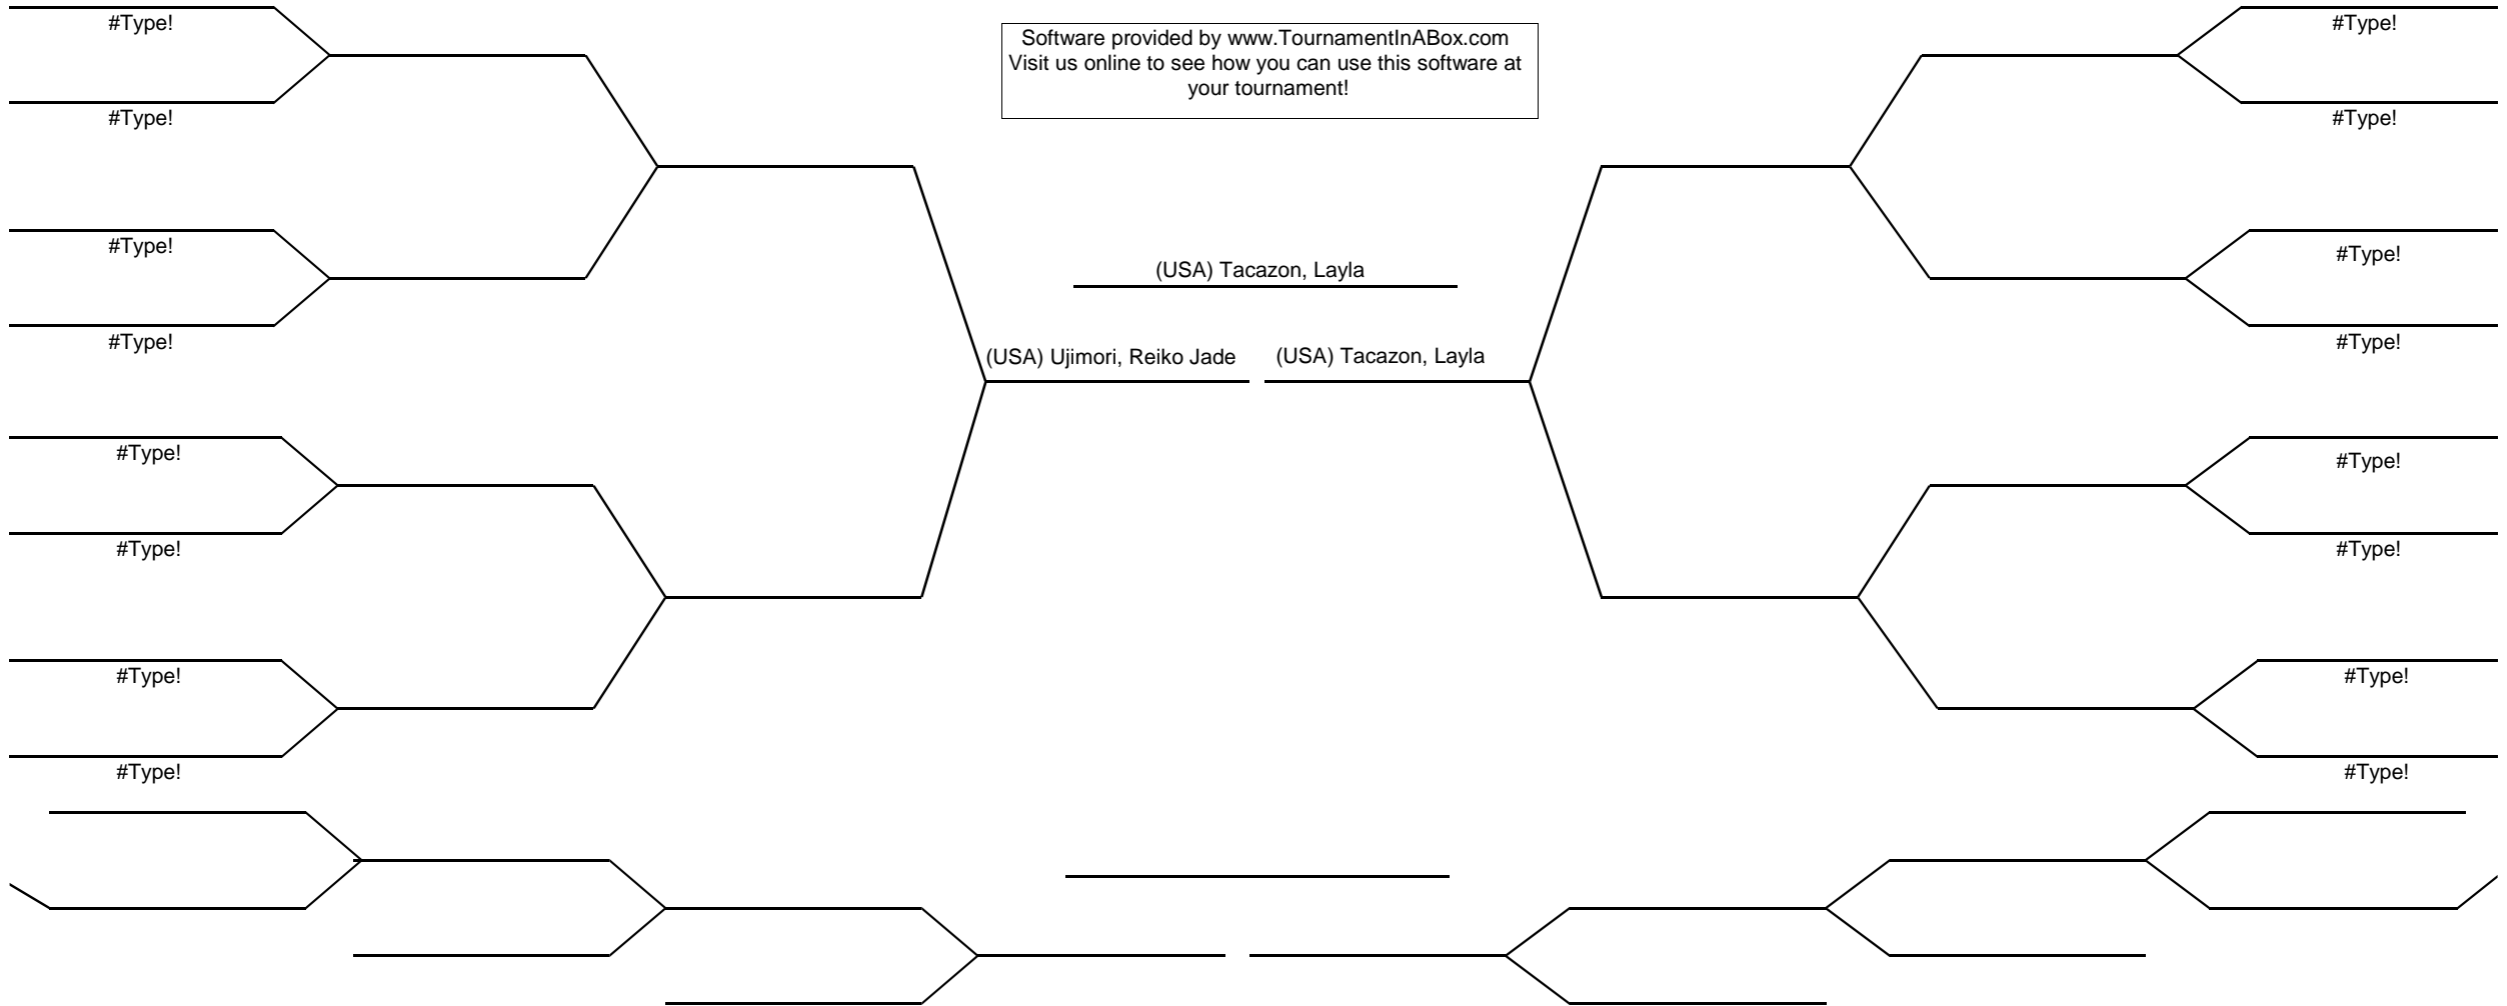 #Type!
#Type!
Software provided by www.TournamentInABox.com
Visit us online to see how you can use this software at
your tournament!
#Type!
#Type!
#Type!
#Type!
(USA) Tacazon, Layla
#Type!
#Type!
(USA) Ujimori, Reiko Jade
(USA) Tacazon, Layla
#Type!
#Type!
#Type!
#Type!
#Type!
#Type!
#Type!
#Type!